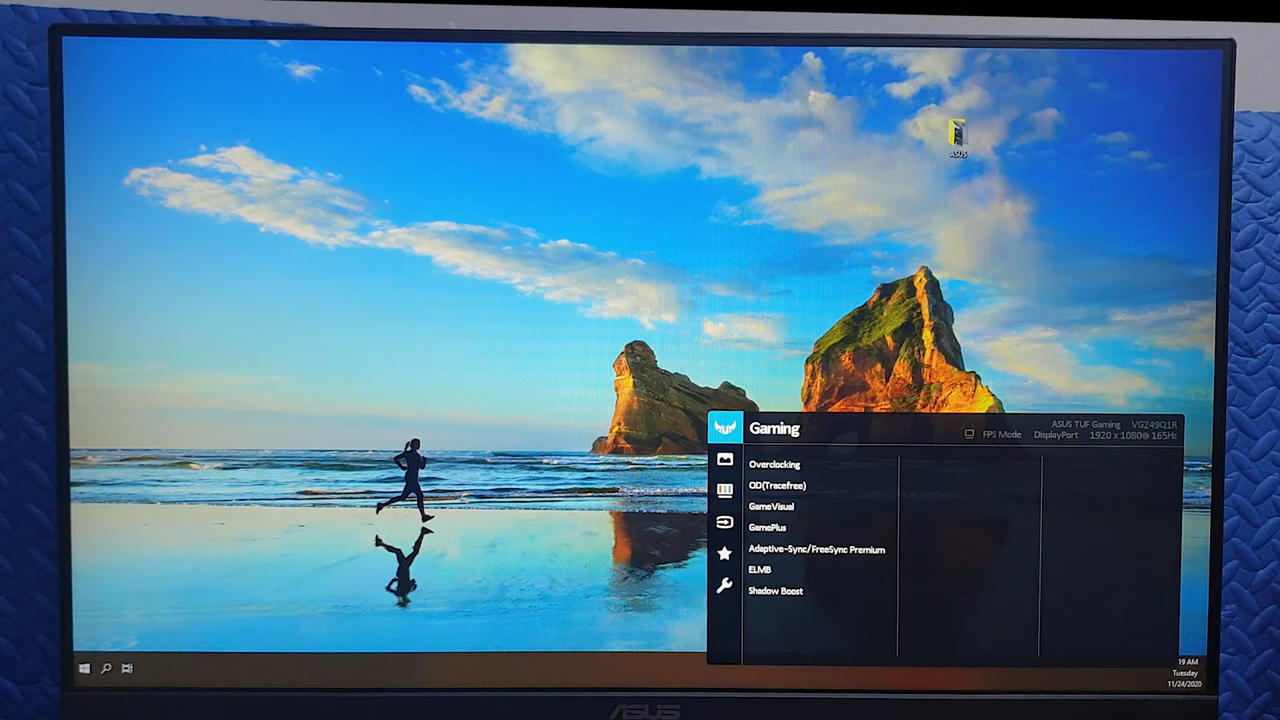 ASUS
Gaming
ASUS TUF Gaming VG249Q1R
FPS Mode DisplayPort 1920 x 1080@ 165Hz
Overclocking
OD(Tracefree)
GameVisual
GamePlus
Adaptive-Sync/FreeSync Premium
ELMB
Shadow Boost
19 AM
Tuesday
11/24/2020
ASUS